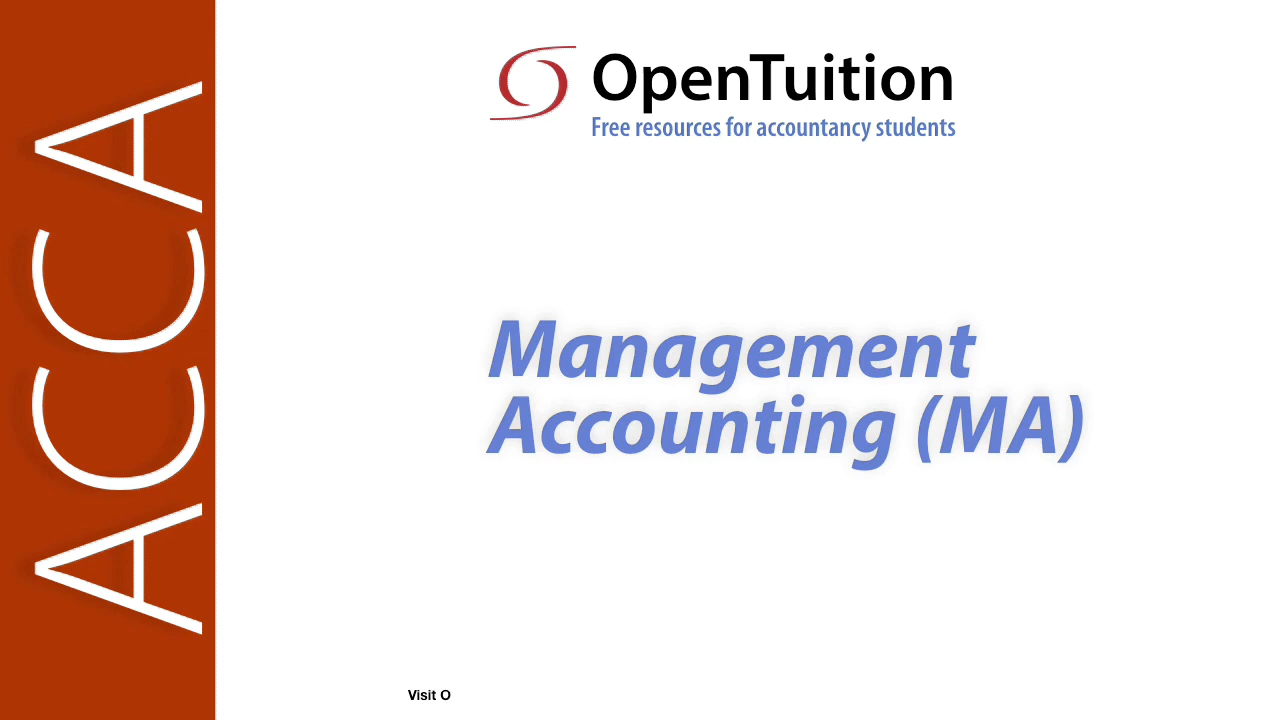 ACCA
OpenTuition
Free resources for accountancy students
Management
Accounting (MA)
Visit O